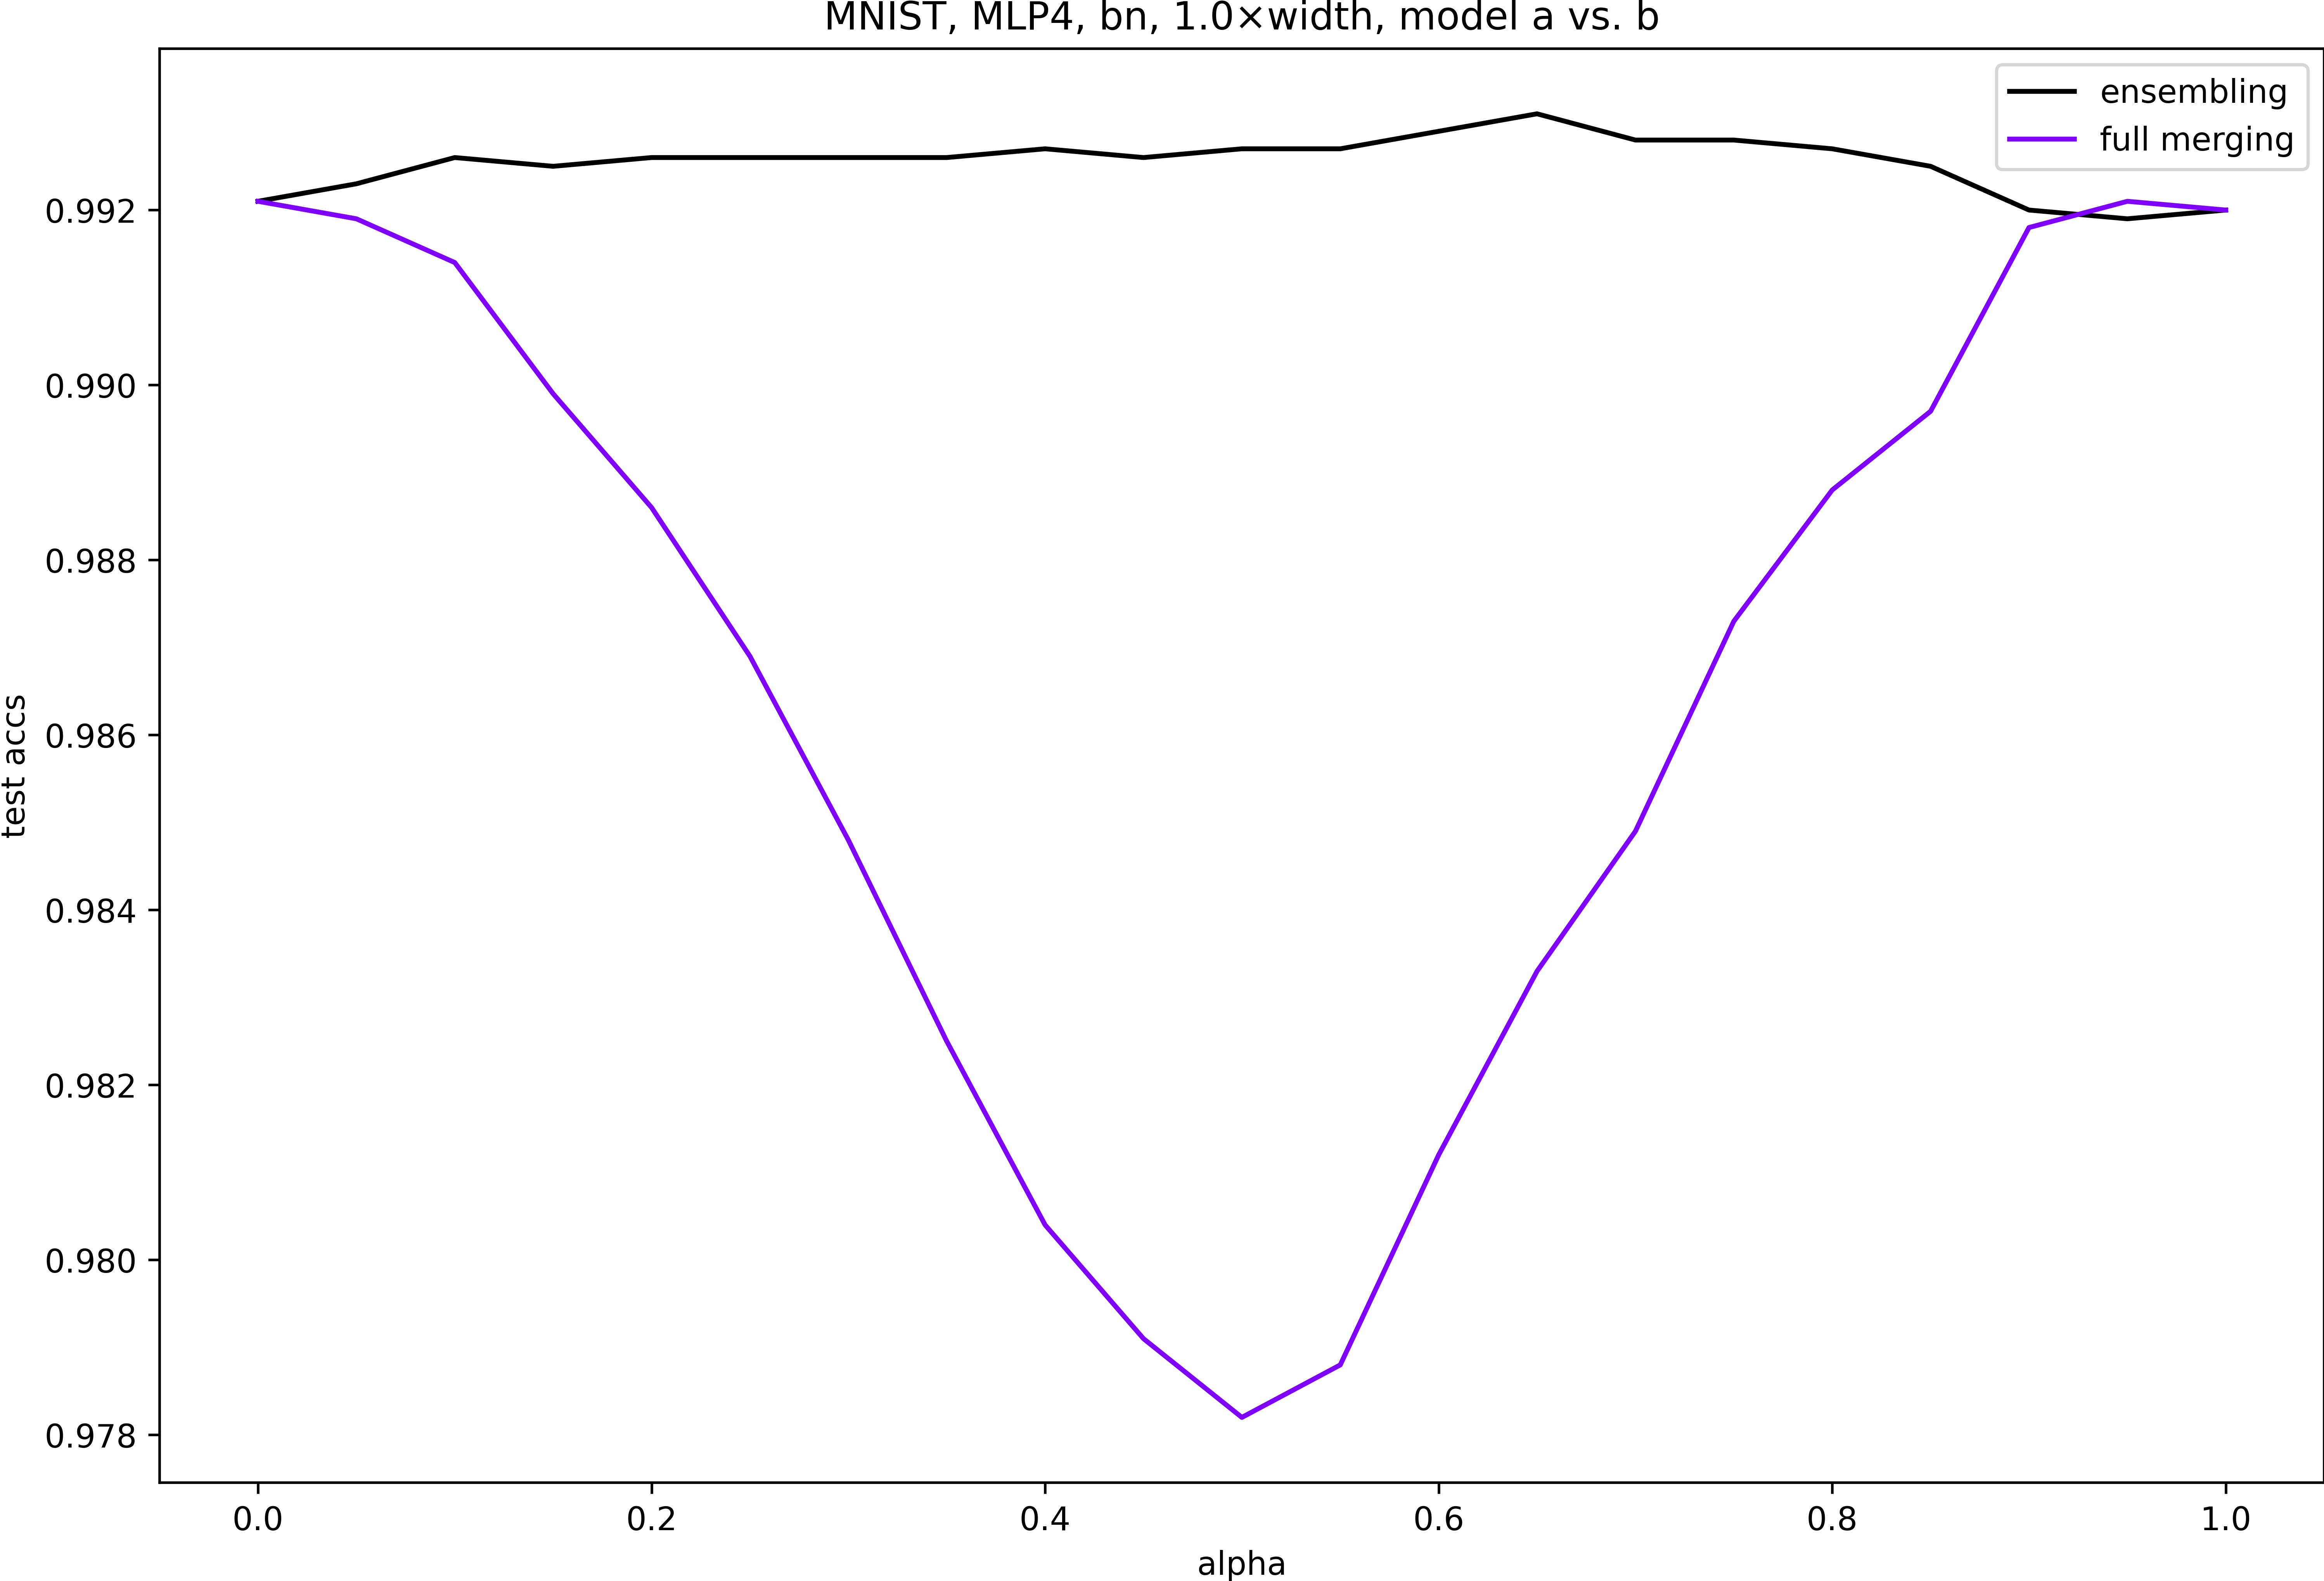 MNIST, MLP4, bn, 1.0×width, model a vs. b
ensembling
full merging
test accs
0.992
0.990
0.988
0.986
0.984
0.982
0.980
0.978
0.0 0.2 0.4 0.6 0.8 1.0
alpha